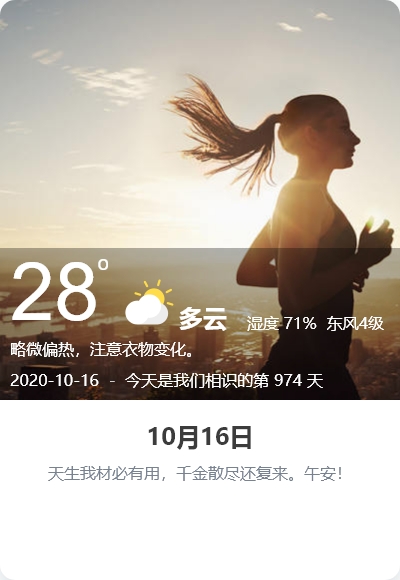 28°
多云
湿度 71% 东风4级
略微偏热，注意衣物变化。
2020-10-16 - 今天是我们相识的第 974 天
10月16日
天生我材必有用，千金散尽还复来。午安！